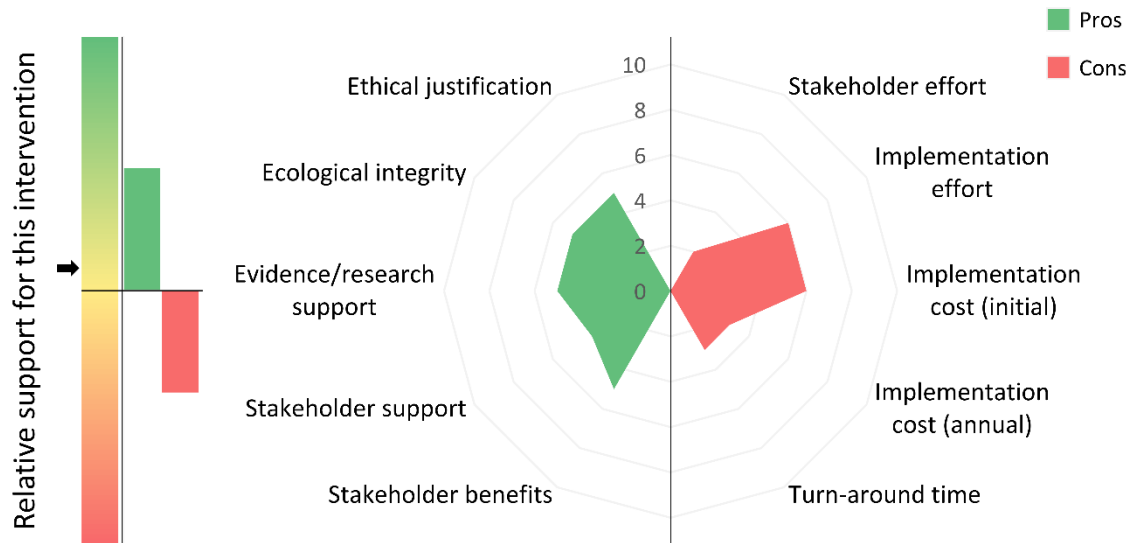 Relative support for this intervention
Pros
Cons
10
8
6
4
2
0
Ethical justification
Ecological integrity
Evidence/research
support
Stakeholder support
Stakeholder benefits
Stakeholder effort
Implementation
effort
Implementation
cost (initial)
Implementation
cost (annual)
Turn-around time